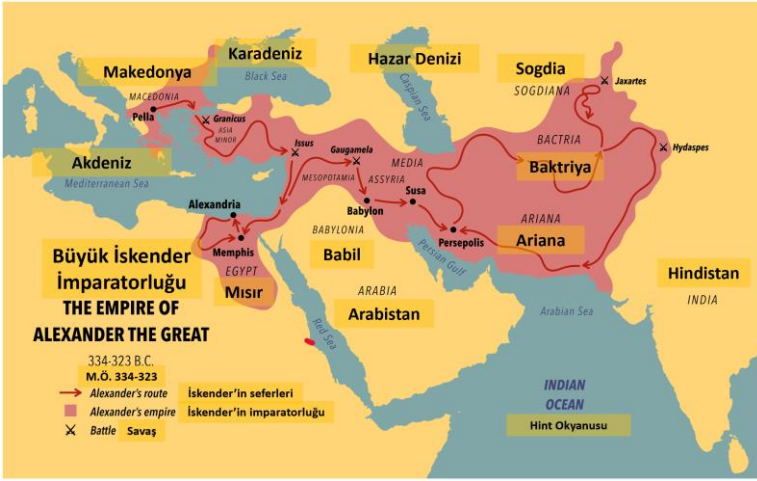 Karadeniz
Black Sea
Hazar Denizi
Caspian Sea
Sogdia
SOGDIANA
Jaxartes
Makedonya
MACEDONIA
Pella
Granicus
ASIA
MINOR
Issus
Gaugamela
MESOPOTAMIA
ASSYRIA
MEDIA
BACTRIA
Baktriya
Hydaspes
Akdeniz
Mediterranean Sea
Alexandria
Memphis
EGYPT
Mısır
Babylon
Susa
BABYLONIA
Babil
Persepolis
Persian Gulf
ARIANA
Ariana
ARABIA
Arabistan
Red Sea
Arabian Sea
Hindistan
INDIA
Büyük İskender
İmparatorluğu
THE EMPIRE OF
ALEXANDER THE GREAT
334-323 B.C.
M.Ö. 334-323
Alexander's route İskender'in seferleri
Alexander's empire İskender'in imparatorluğu
Battle Savaş
INDIAN
OCEAN
Hint Okyanusu